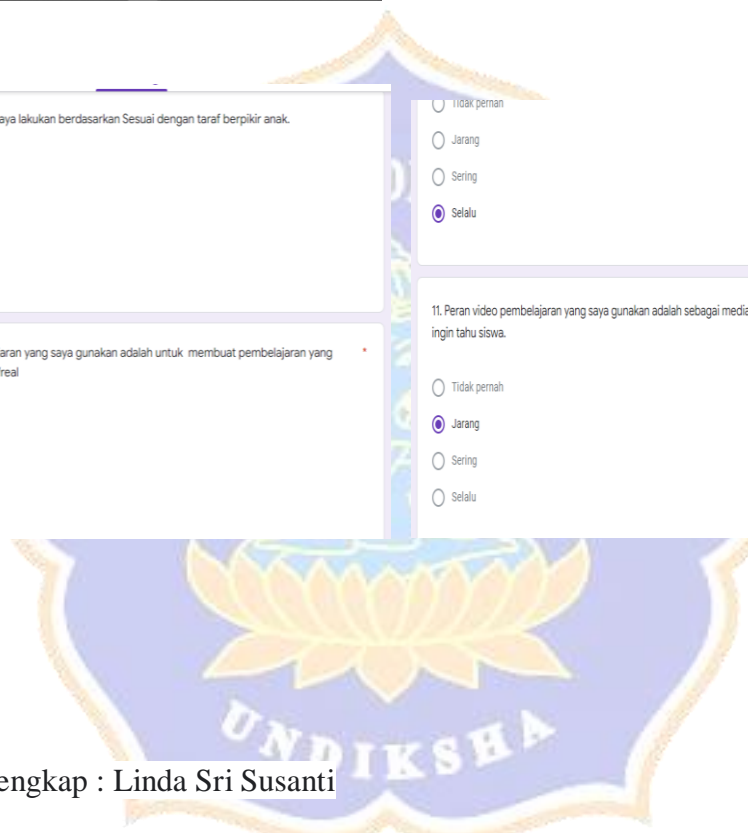 aya lakukan berdasarkan Sesuai dengan taraf berpikir anak.
aran yang saya gunakan adalah untuk membuat pembelajaran yang *
real
Tidak pernah
Jarang
Sering
Selalu
11. Peran video pembelajaran yang saya gunakan adalah sebagai media
ingin tahu siswa.
Tidak pernah
Jarang
Sering
Selalu
UNDIKSHA
engkap : Linda Sri Susanti